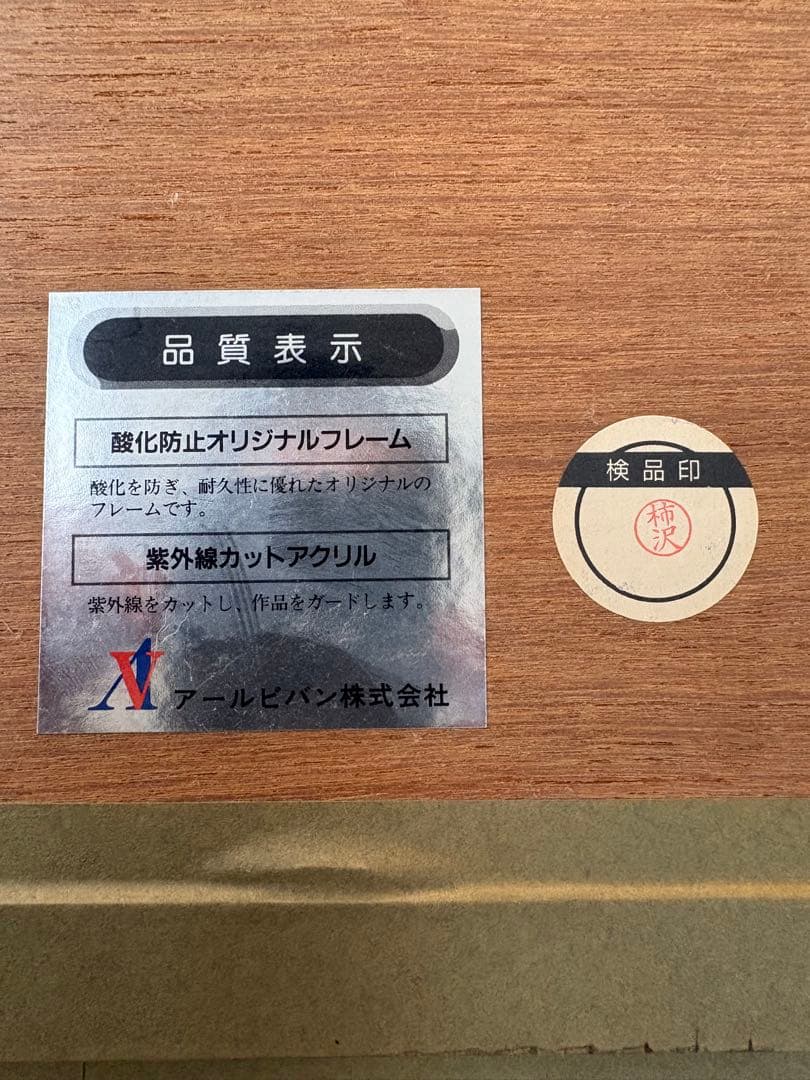 品質表示
酸化防止オリジナルフレーム
酸化を防ぎ、耐久性に優れたオリジナルの
フレームです。
紫外線カットアクリル
紫外線をカットし、作品をガードします。
AV アールビバン株式会社
検品印
柿沢